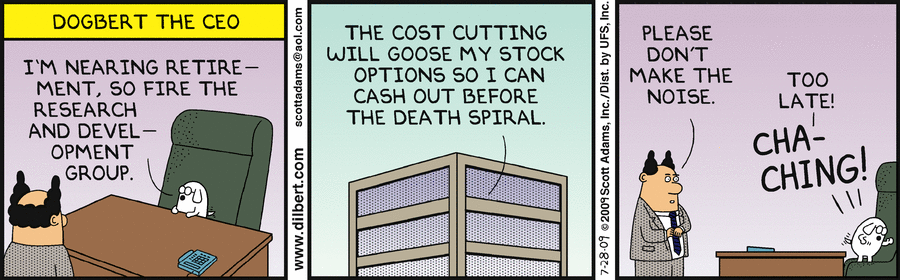 DOGBERT THE CEO
I'M NEARING RETIRE–
MENT, SO FIRE THE
RESEARCH
AND DEVEL–
OPMENT
GROUP.
www.dilbert.com scottadams@aol.com
THE COST CUTTING
WILL GOOSE MY STOCK
OPTIONS SO I CAN
CASH OUT BEFORE
THE DEATH SPIRAL.
7-28-09 ©2009 Scott Adams, Inc./Dist. by UFS, Inc.
PLEASE
DON'T
MAKE THE
NOISE.
TOO
LATE!
CHA–
CHING!